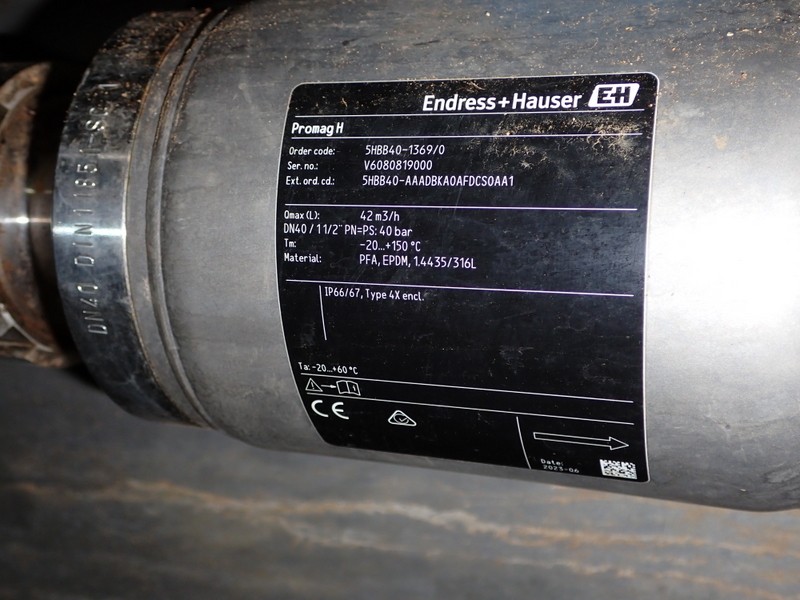 Endress+Hauser EH
Promag H
Order code: 5HBB40-1369/0
Ser. no.: V6080819000
Ext. ord. cd.: 5HBB40-AAADBKA0AFDCS0AA1
Qmax (L): 42 m3/h
DN40 / 1 1/2" PN=PS: 40 bar
Tm: -20...+150 °C
Material: PFA, EPDM, 1.4435/316L
IP66/67, Type 4X encl.
Ta: -20...+60 °C
CE
Date:
2023-06
DN40 DIN11851